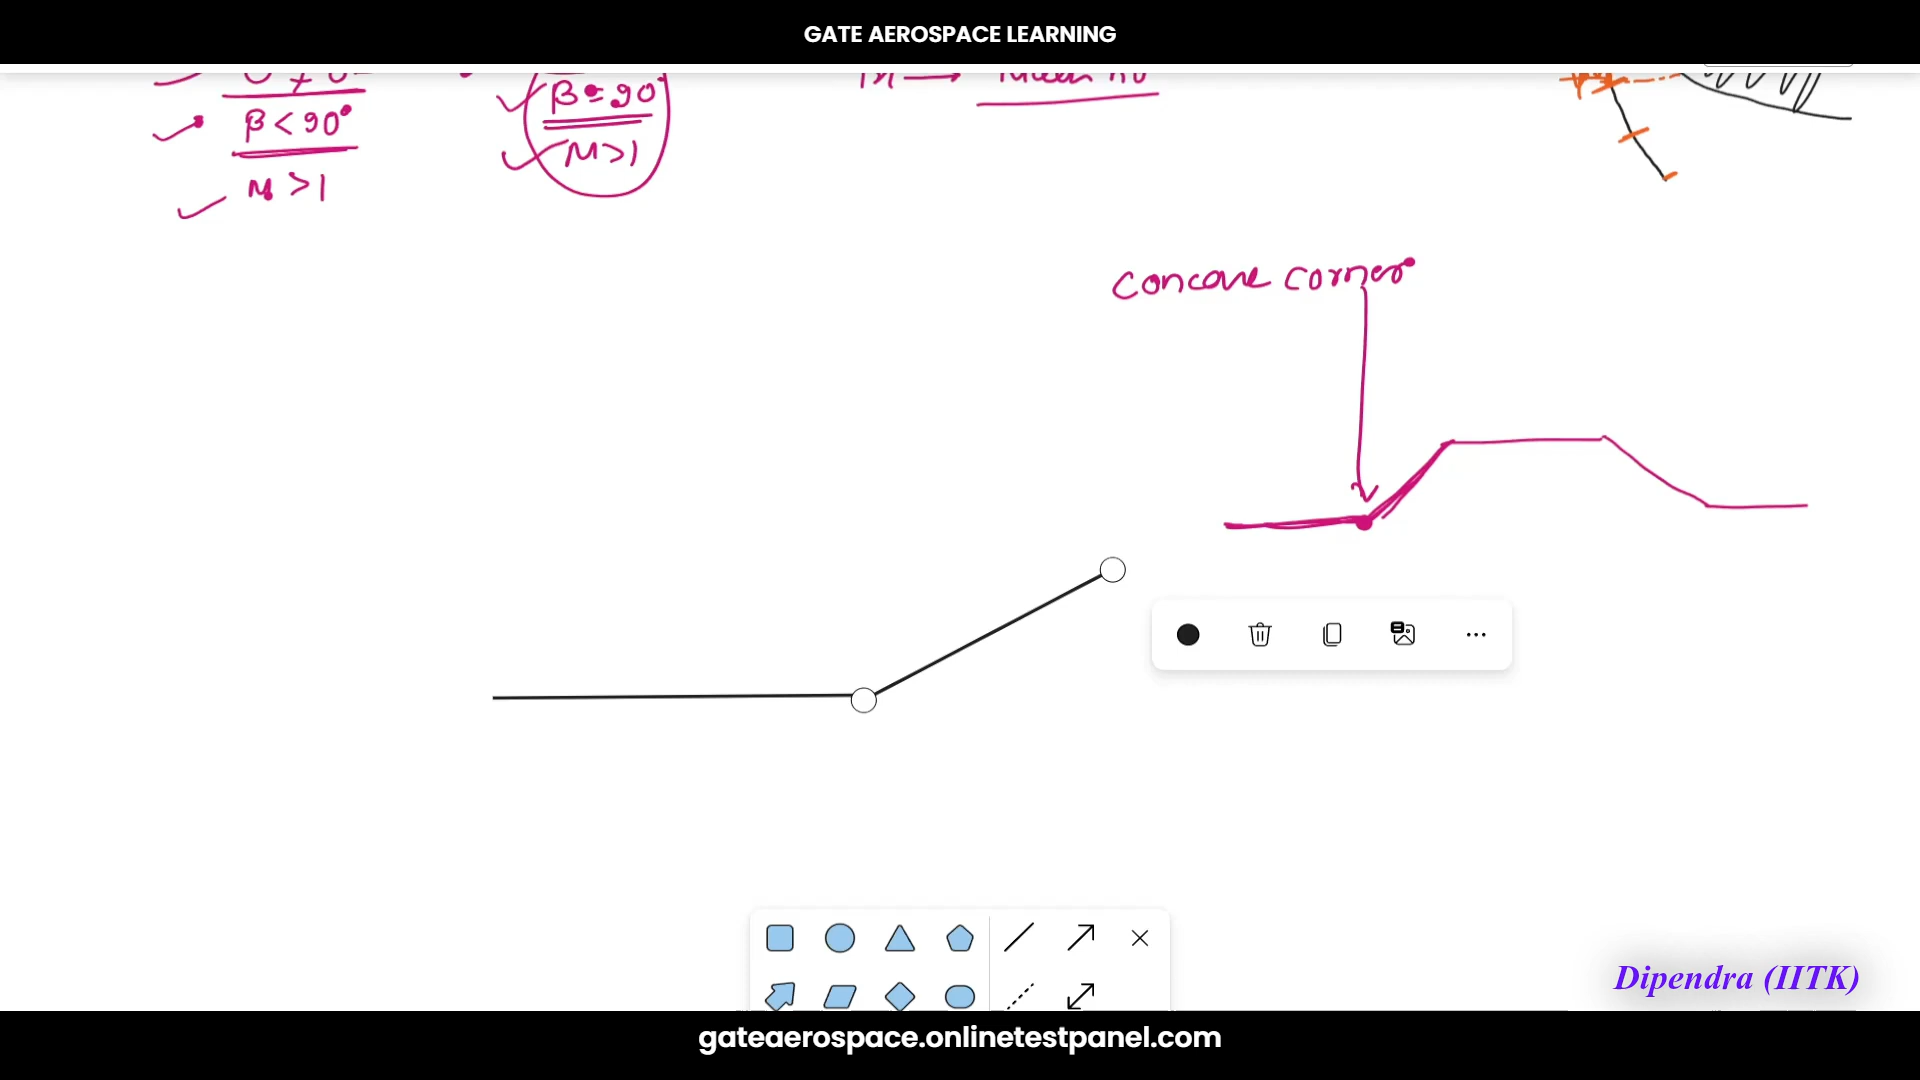 GATE AEROSPACE LEARNING
β = 90°
β < 90°
M > 1
M > 1
concave corner
Dipendra (IITK)
gateaerospace.onlinetestpanel.com